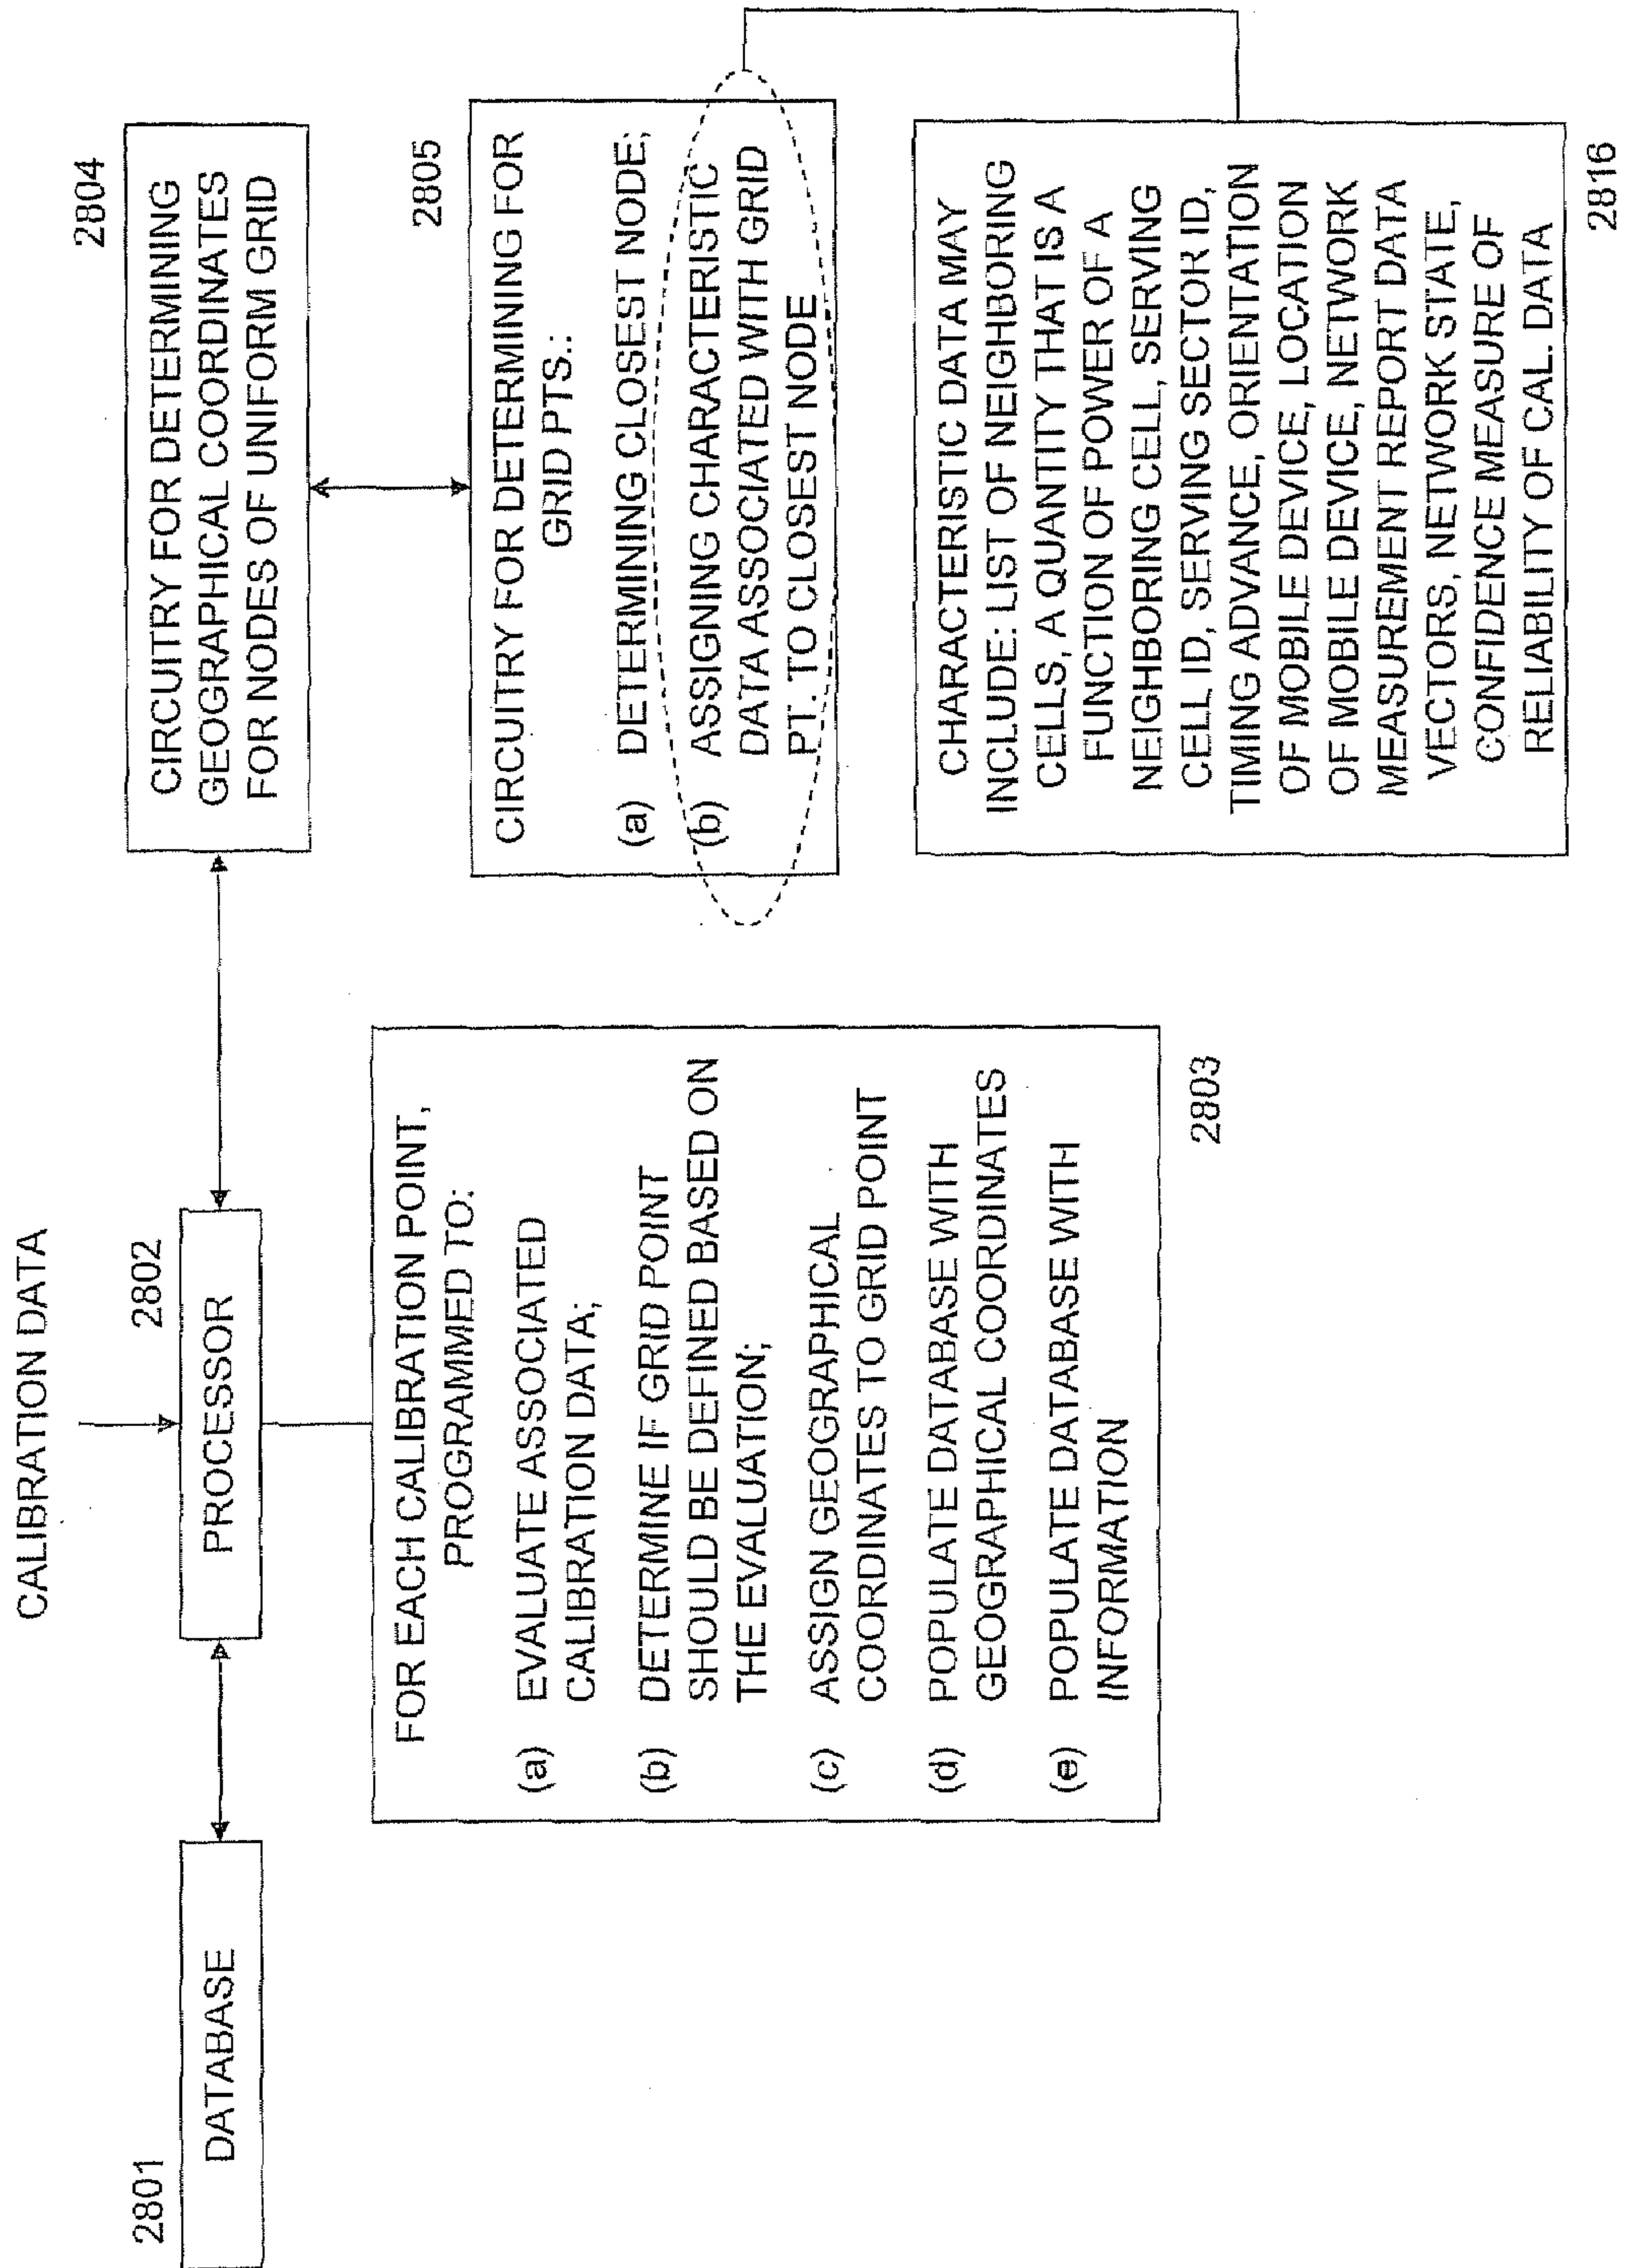 CALIBRATION DATA
2801
DATABASE
2802
PROCESSOR
2804
CIRCUITRY FOR DETERMINING
GEOGRAPHICAL COORDINATES
FOR NODES OF UNIFORM GRID
FOR EACH CALIBRATION POINT,
PROGRAMMED TO:
(a) EVALUATE ASSOCIATED
CALIBRATION DATA;
(b) DETERMINE IF GRID POINT
SHOULD BE DEFINED BASED ON
THE EVALUATION;
(c) ASSIGN GEOGRAPHICAL
COORDINATES TO GRID POINT
(d) POPULATE DATABASE WITH
GEOGRAPHICAL COORDINATES
(e) POPULATE DATABASE WITH
INFORMATION
2803
2805
CIRCUITRY FOR DETERMINING FOR
GRID PTS.:
(a) DETERMINING CLOSEST NODE;
(b) ASSIGNING CHARACTERISTIC
DATA ASSOCIATED WITH GRID
PT. TO CLOSEST NODE
CHARACTERISTIC DATA MAY
INCLUDE: LIST OF NEIGHBORING
CELLS, A QUANTITY THAT IS A
FUNCTION OF POWER OF A
NEIGHBORING CELL, SERVING
CELL ID, SERVING SECTOR ID,
TIMING ADVANCE, ORIENTATION
OF MOBILE DEVICE, LOCATION
OF MOBILE DEVICE, NETWORK
MEASUREMENT REPORT DATA
VECTORS, NETWORK STATE,
CONFIDENCE MEASURE OF
RELIABILITY OF CAL. DATA
2816